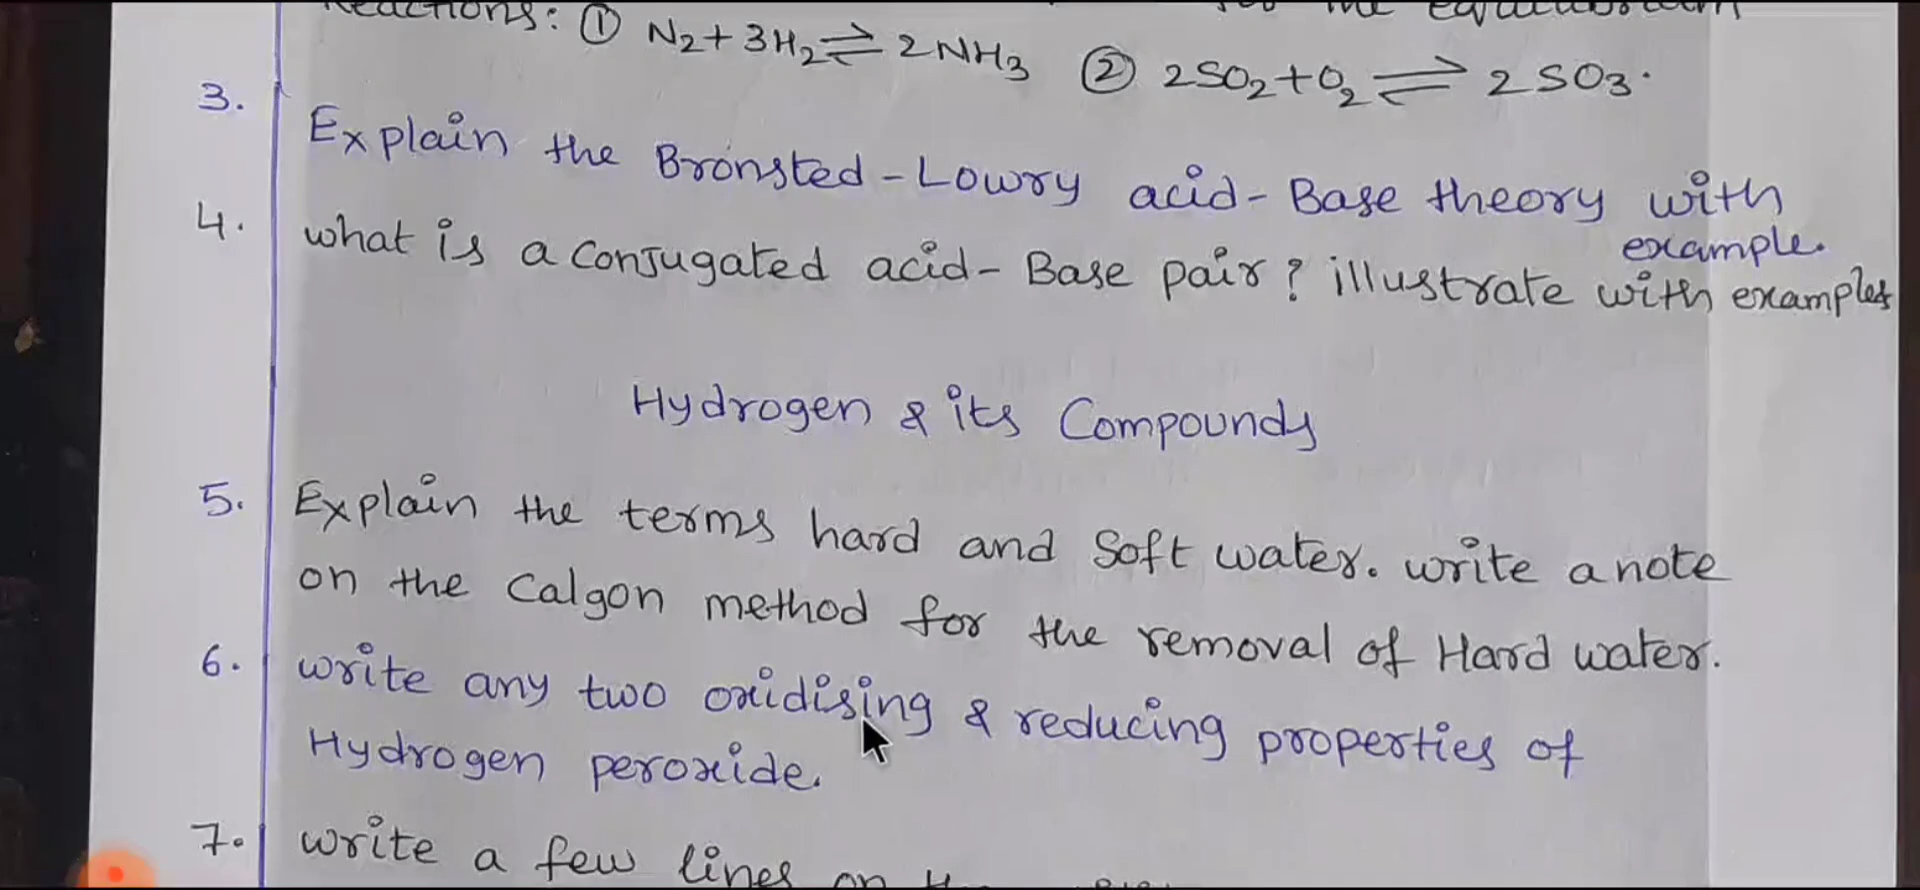 Reactions: ① N2 + 3H2 ⇌ 2NH3 ② 2SO2 + O2 ⇌ 2SO3.
3. Explain the Bronsted-Lowry acid-Base theory with
example.
4. what is a conjugated acid-Base pair? illustrate with examples
Hydrogen & its Compounds
5. Explain the terms hard and Soft water. write a note
on the Calgon method for the removal of Hard water.
6. write any two oxidising & reducing properties of
Hydrogen peroxide.
7. write a few lines on